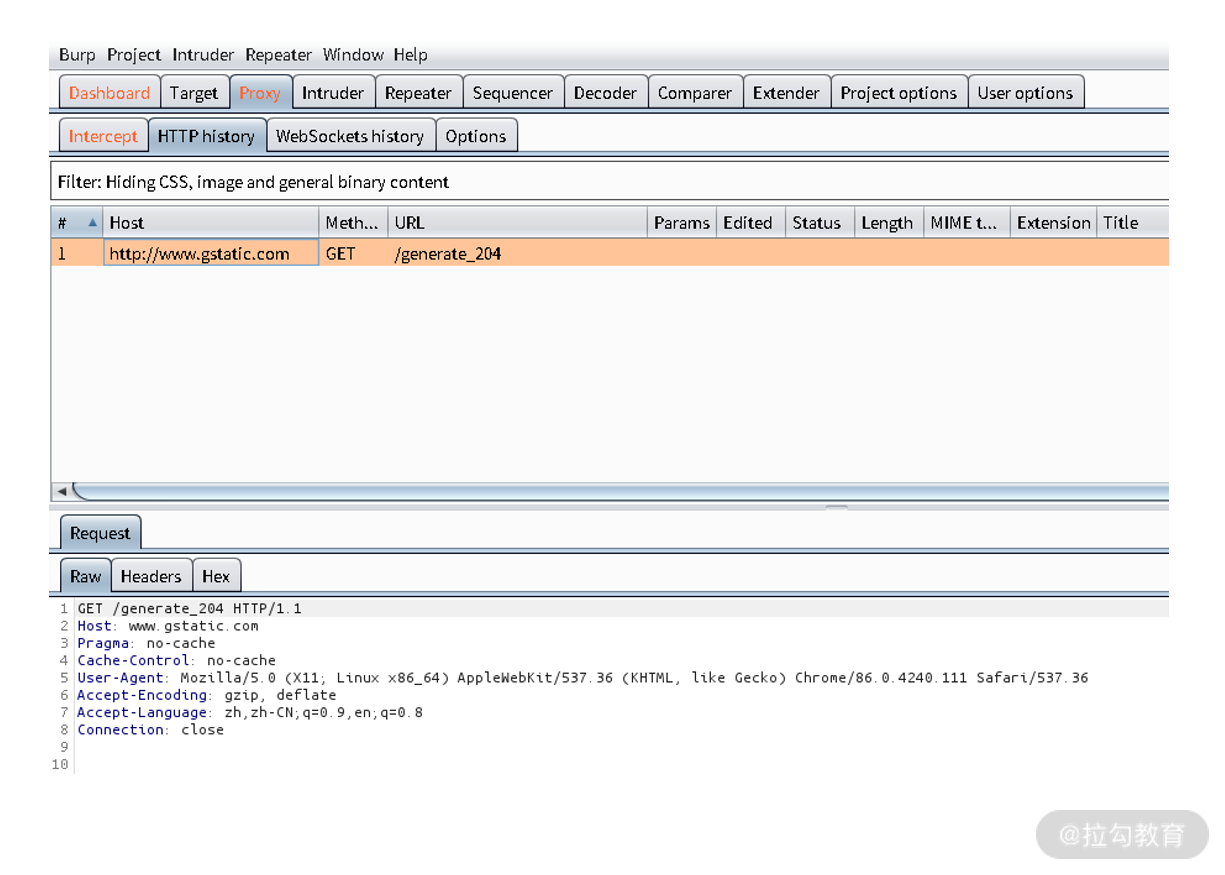 Burp Project Intruder Repeater Window Help
Dashboard Target Proxy Intruder Repeater Sequencer Decoder Comparer Extender Project options User options
Intercept HTTP history WebSockets history Options
Filter: Hiding CSS, image and general binary content
# Host Meth... URL Params Edited Status Length MIME t... Extension Title
1 http://www.gstatic.com GET /generate_204
Request
Raw Headers Hex
1 GET /generate_204 HTTP/1.1
2 Host: www.gstatic.com
3 Pragma: no-cache
4 Cache-Control: no-cache
5 User-Agent: Mozilla/5.0 (X11; Linux x86_64) AppleWebKit/537.36 (KHTML, like Gecko) Chrome/86.0.4240.111 Safari/537.36
6 Accept-Encoding: gzip, deflate
7 Accept-Language: zh,zh-CN;q=0.9,en;q=0.8
8 Connection: close
9
10
@拉勾教育